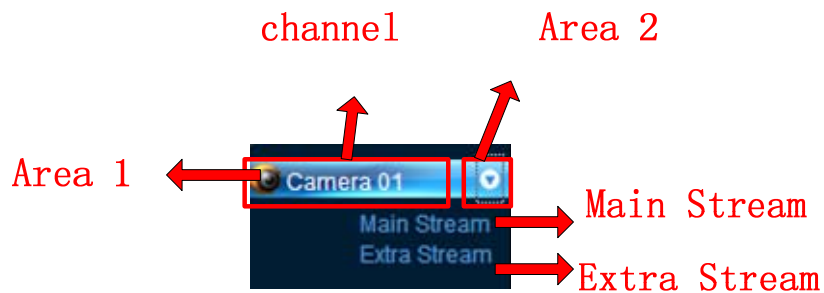 channel
Area 2
Area 1
Camera 01
Main Stream
Main Stream
Extra Stream
Extra Stream